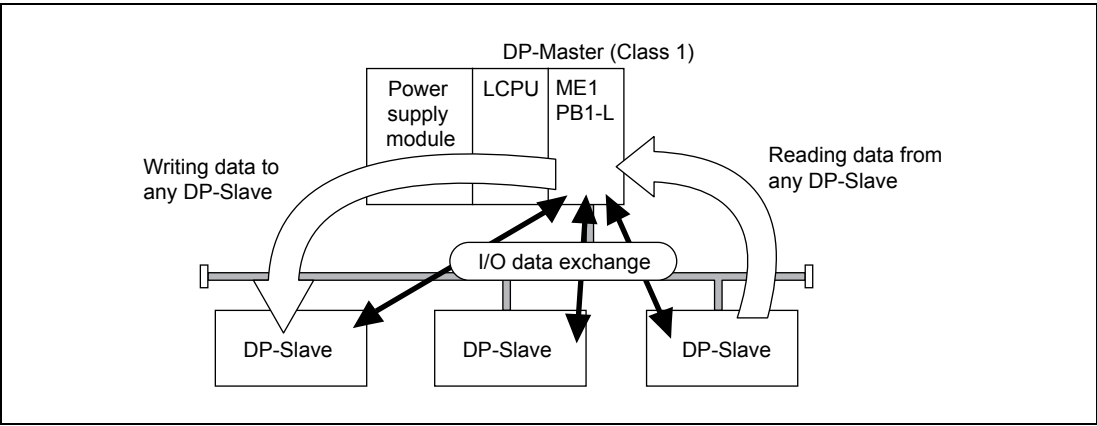 DP-Master (Class 1)
Power
supply
module
LCPU
ME1
PB1-L
Writing data to
any DP-Slave
Reading data from
any DP-Slave
I/O data exchange
DP-Slave
DP-Slave
DP-Slave